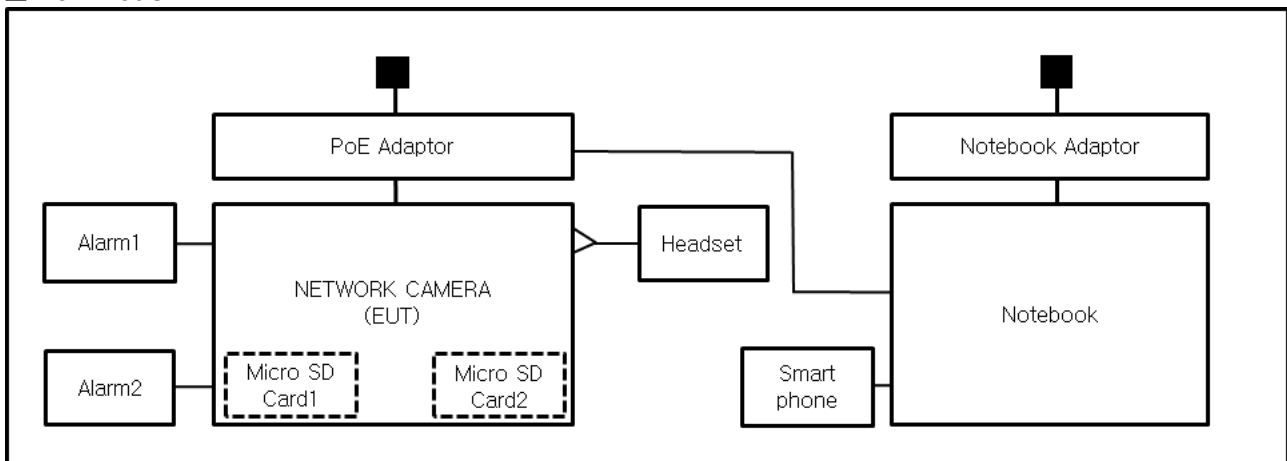 PoE Adaptor
Notebook Adaptor
Alarm1
Headset
NETWORK CAMERA
(EUT)
Notebook
Alarm2
Micro SD
Card1
Micro SD
Card2
Smart
phone